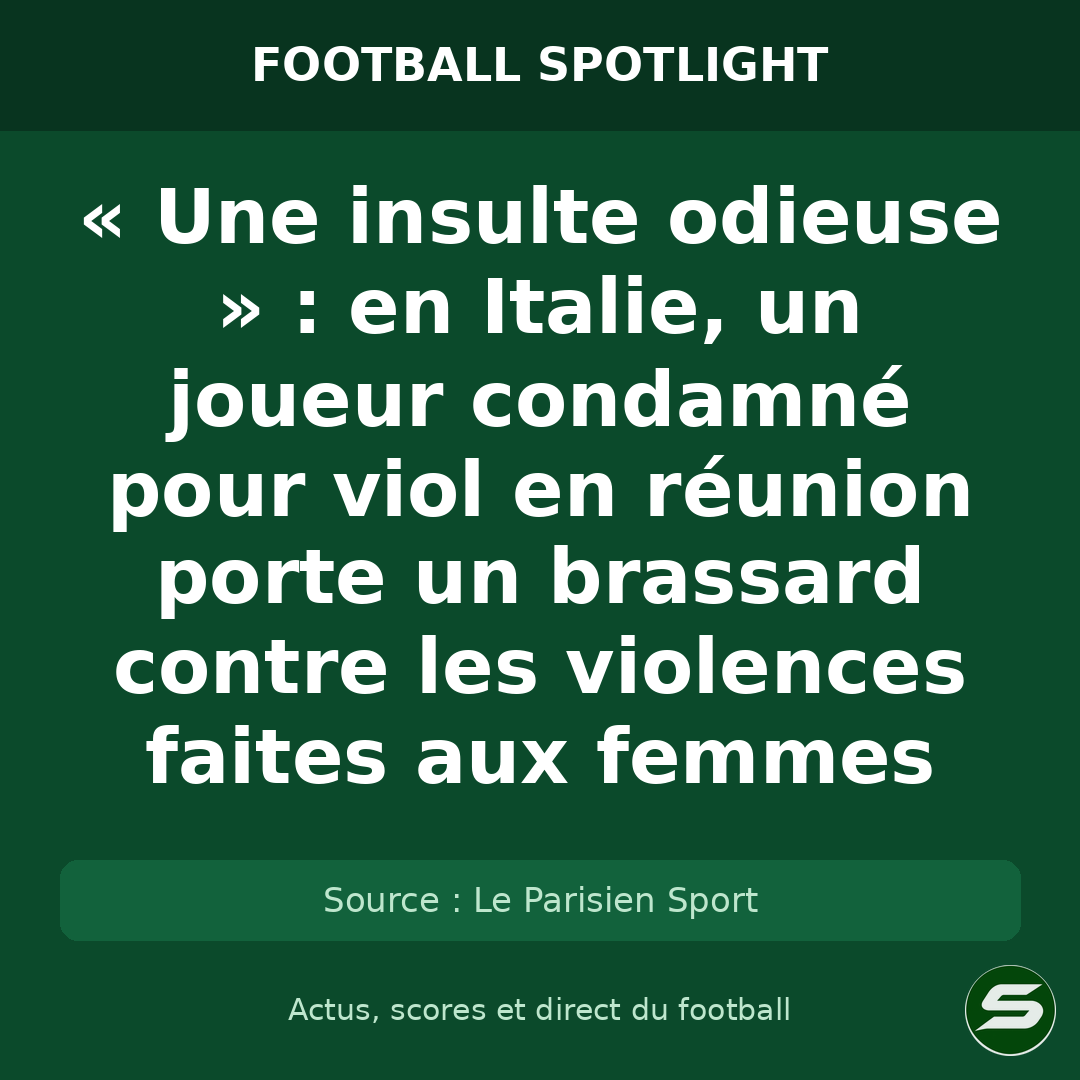 FOOTBALL SPOTLIGHT
« Une insulte odieuse
» : en Italie, un
joueur condamné
pour viol en réunion
porte un brassard
contre les violences
faites aux femmes
Source : Le Parisien Sport
Actus, scores et direct du football